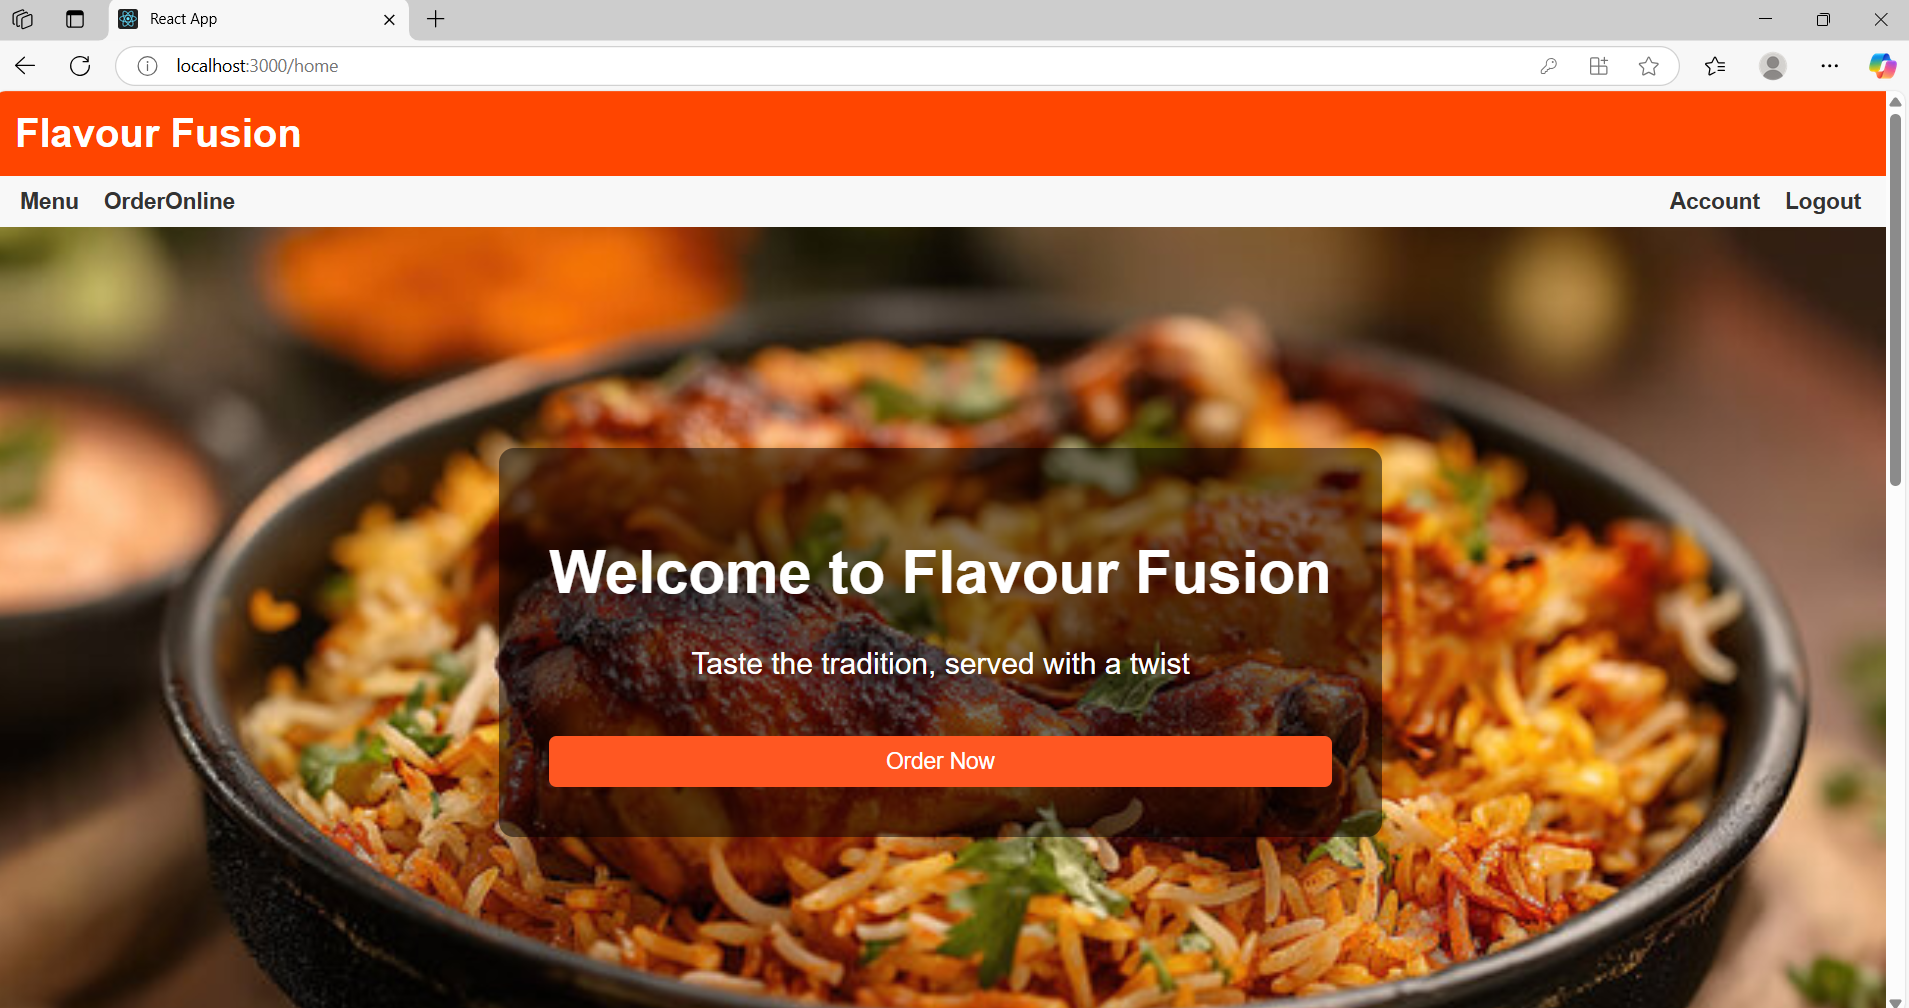 React App
localhost:3000/home
Flavour Fusion
Menu OrderOnline Account Logout
Welcome to Flavour Fusion
Taste the tradition, served with a twist
Order Now